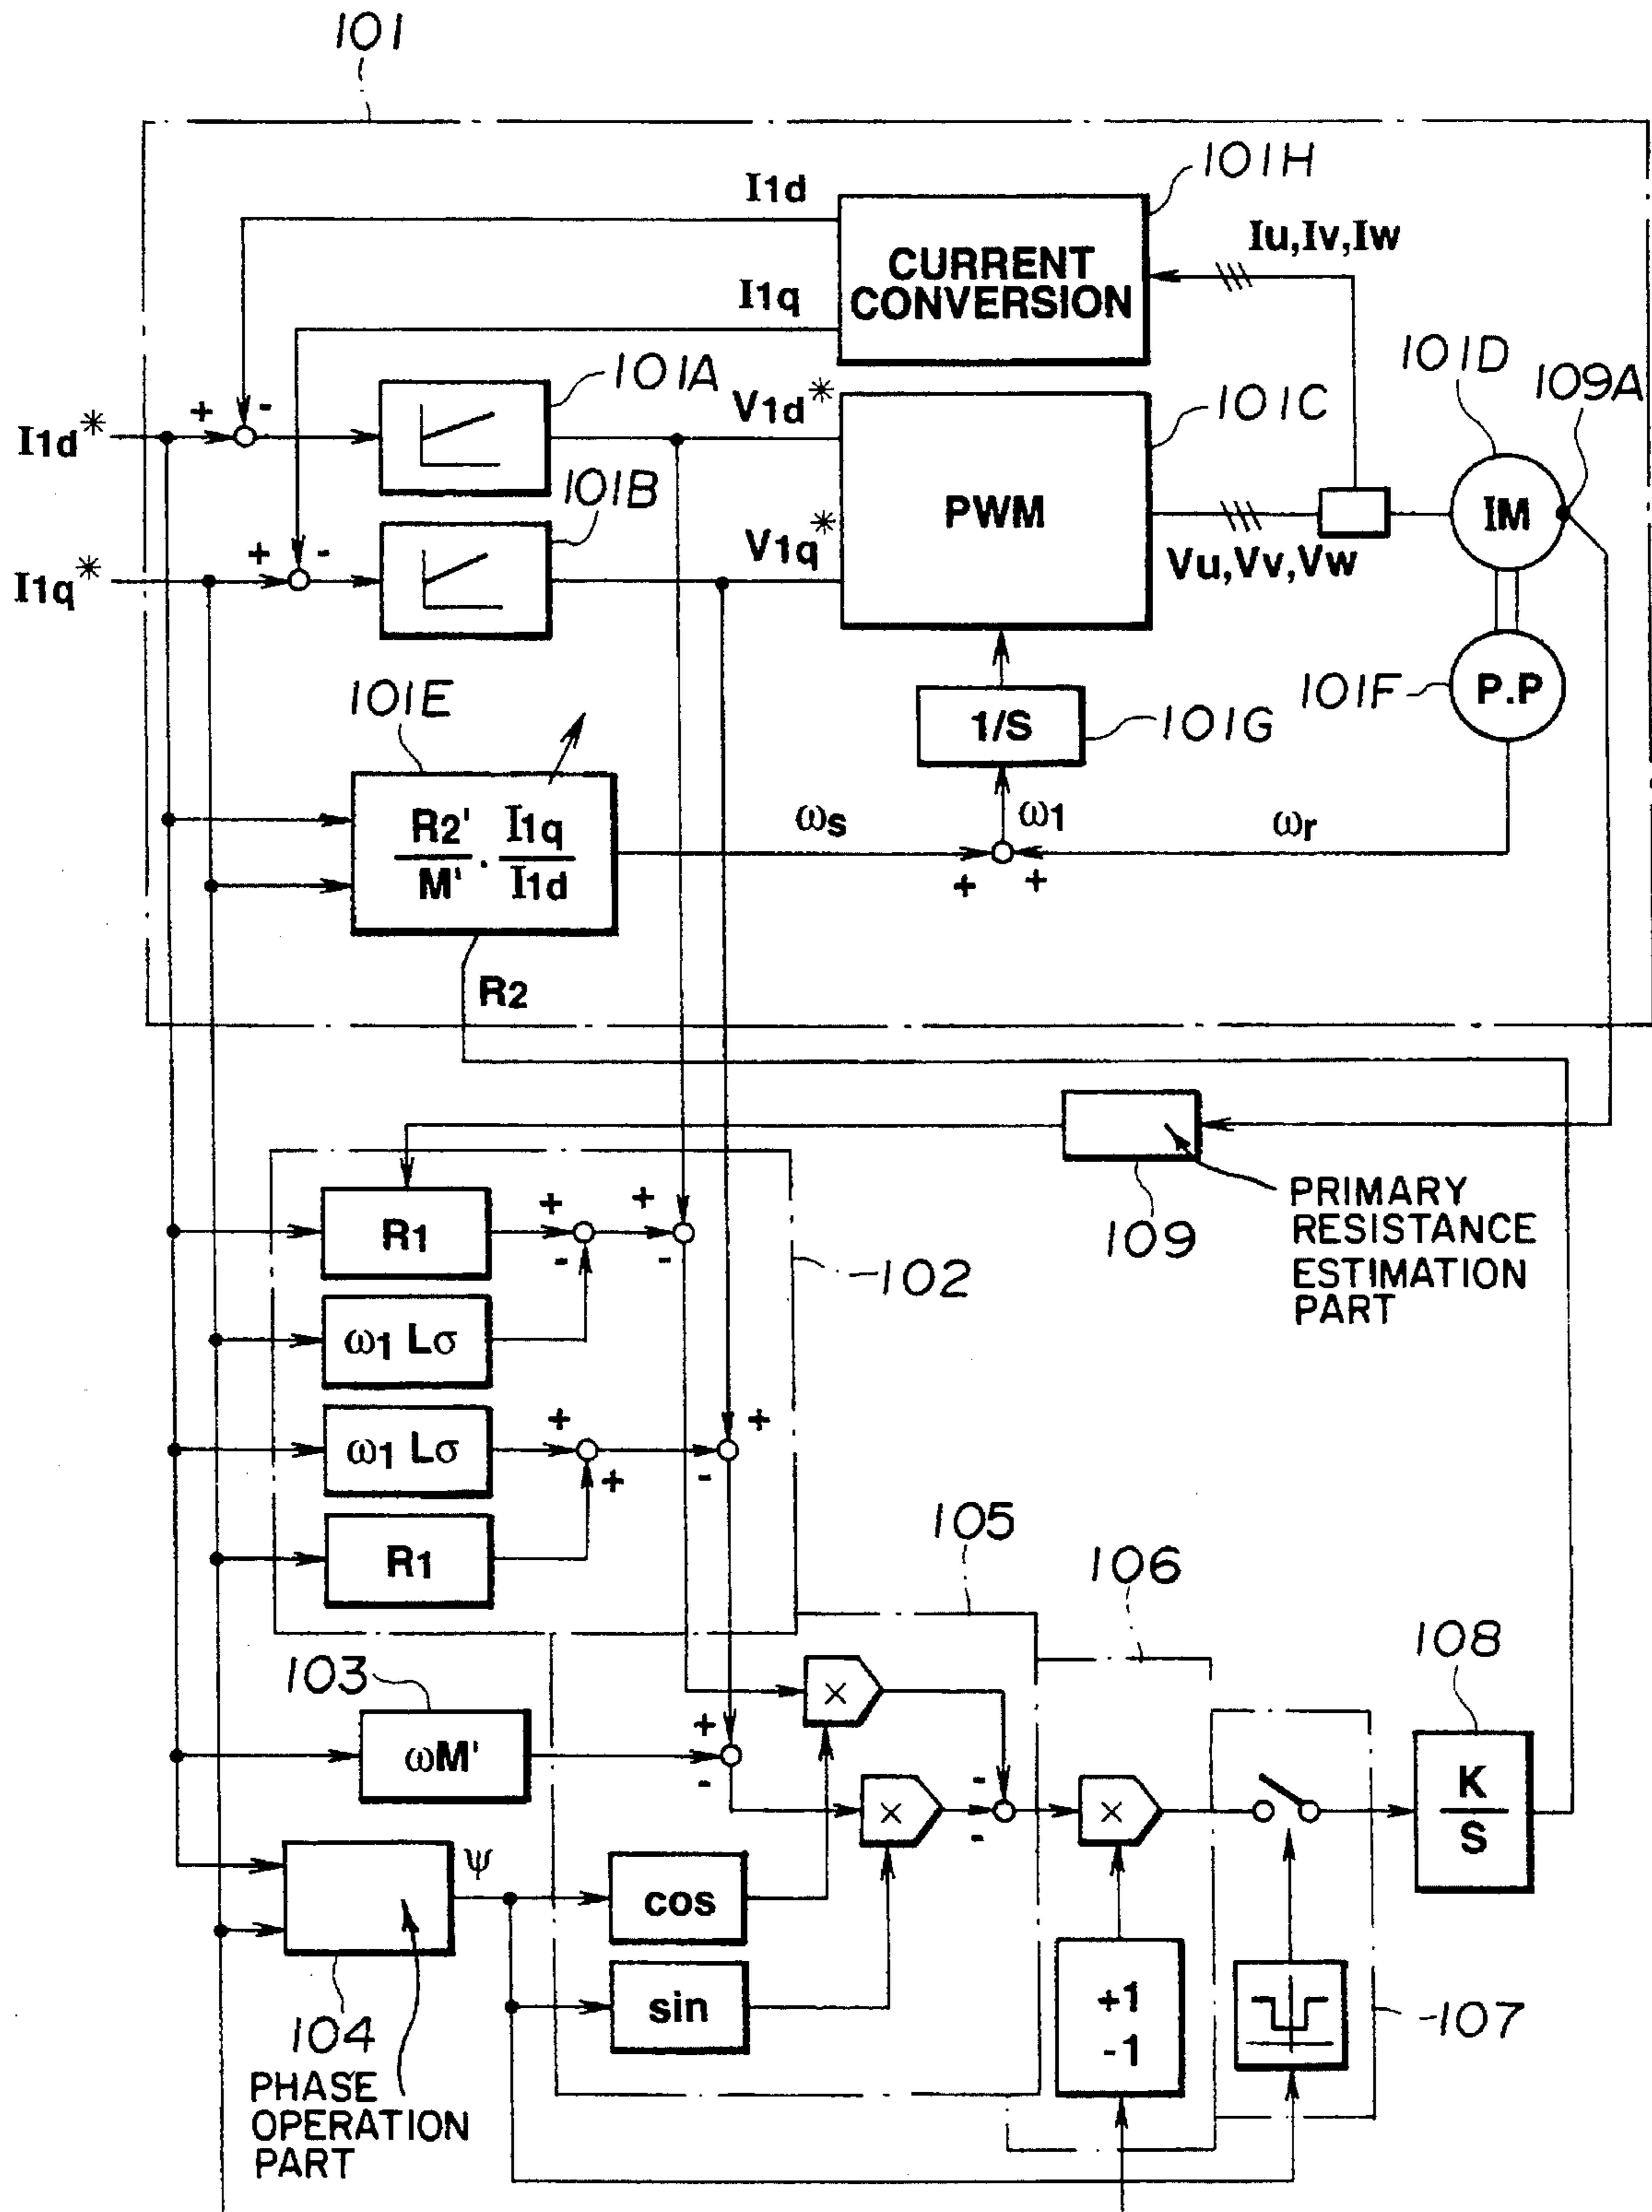 101
101H
I1d
Iu,Iv,Iw
CURRENT
CONVERSION
I1q
101D
109A
101A
+
-
V1d*
101C
I1d*
101B
PWM
IM
+
-
V1q*
Vu,Vv,Vw
I1q*
101E
1/S
101G
101F
P.P
R2'
M'
·
I1q
I1d
ωs
ω1
ωr
+
+
R2
109
PRIMARY
RESISTANCE
ESTIMATION
PART
R1
+
-
+
-
102
ω1 Lσ
ω1 Lσ
+
+
+
-
R1
105
106
103
×
108
ωM'
+
-
×
-
-
×
K
S
ψ
cos
104
PHASE
OPERATION
PART
sin
+1
-1
107